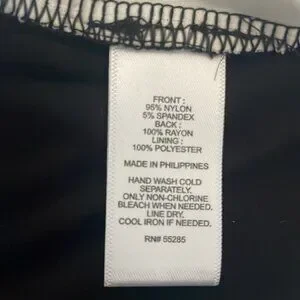 FRONT :
95% NYLON
5% SPANDEX
BACK :
100% RAYON
LINING :
100% POLYESTER
MADE IN PHILIPPINES
HAND WASH COLD
SEPARATELY.
ONLY NON-CHLORINE
BLEACH WHEN NEEDED.
LINE DRY.
COOL IRON IF NEEDED.
RN# 55285